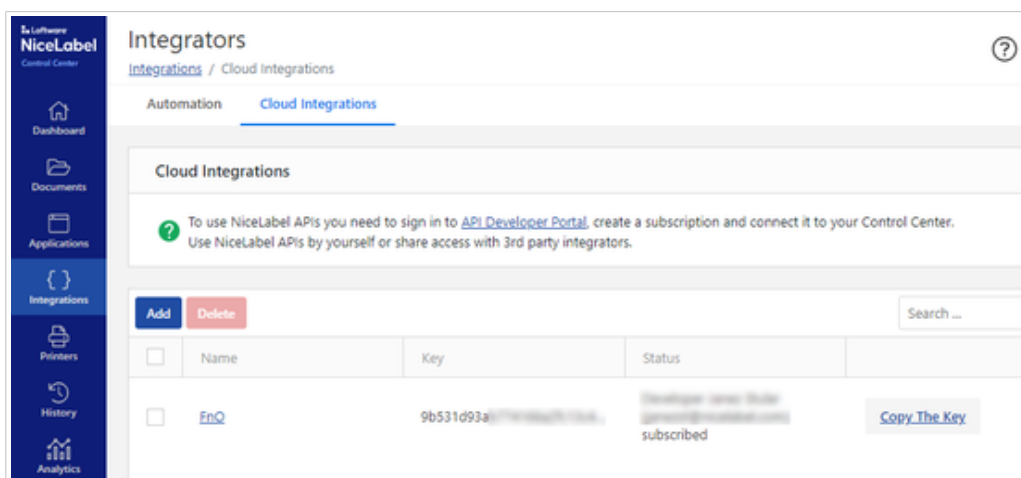 Loftware
NiceLabel
Control Center
Dashboard
Documents
Applications
{ }
Integrations
Printers
History
Analytics
Integrators
Integrations / Cloud Integrations
?
Automation Cloud Integrations
Cloud Integrations
? To use NiceLabel APIs you need to sign in to API Developer Portal, create a subscription and connect it to your Control Center.
Use NiceLabel APIs by yourself or share access with 3rd party integrators.
Add Delete Search ...
Name Key Status
FnO 9b531d93a subscribed Copy The Key